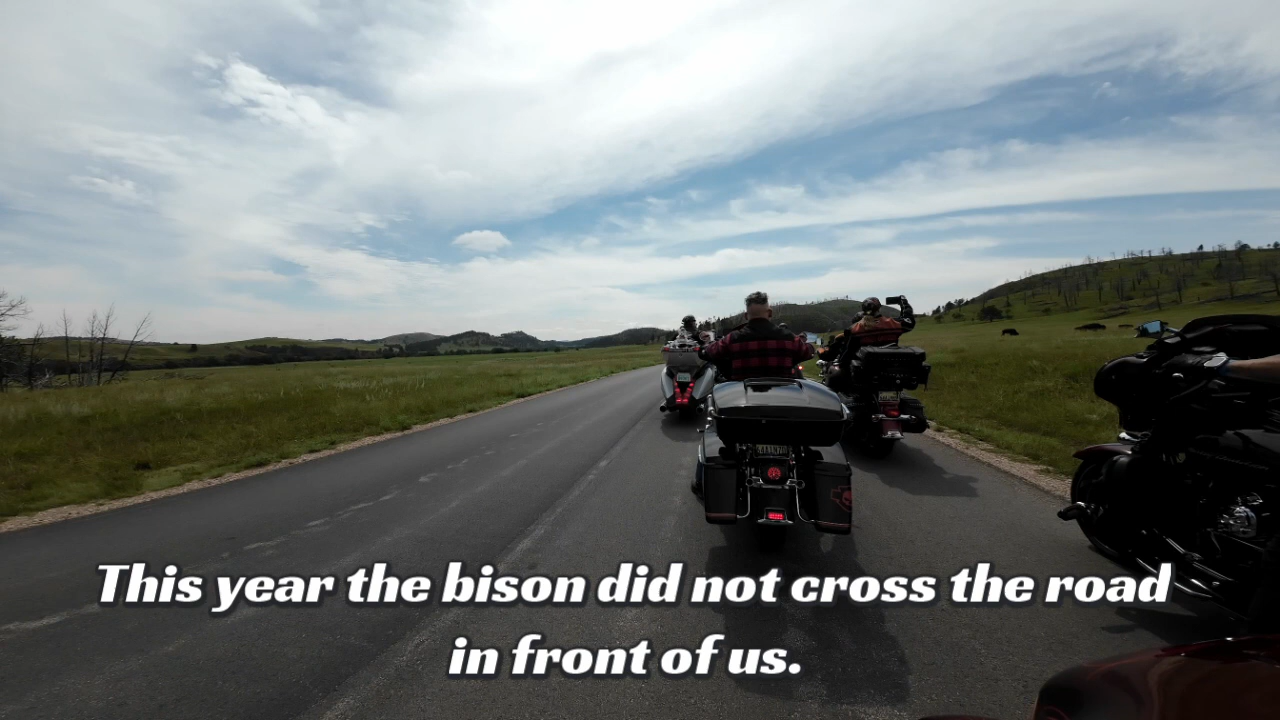 This year the bison did not cross the road
in front of us.